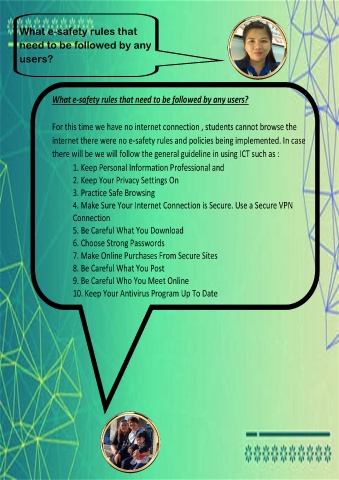 What e-safety rules that
need to be followed by any
users?
What e-safety rules that need to be followed by any users?
For this time we have no internet connection , students cannot browse the
internet there were no e-safety rules and policies being implemented. In case
there will be we will follow the general guideline in using ICT such as :
1. Keep Personal Information Professional and
2. Keep Your Privacy Settings On
3. Practice Safe Browsing
4. Make Sure Your Internet Connection is Secure. Use a Secure VPN
Connection
5. Be Careful What You Download
6. Choose Strong Passwords
7. Make Online Purchases From Secure Sites
8. Be Careful What You Post
9. Be Careful Who You Meet Online
10. Keep Your Antivirus Program Up To Date